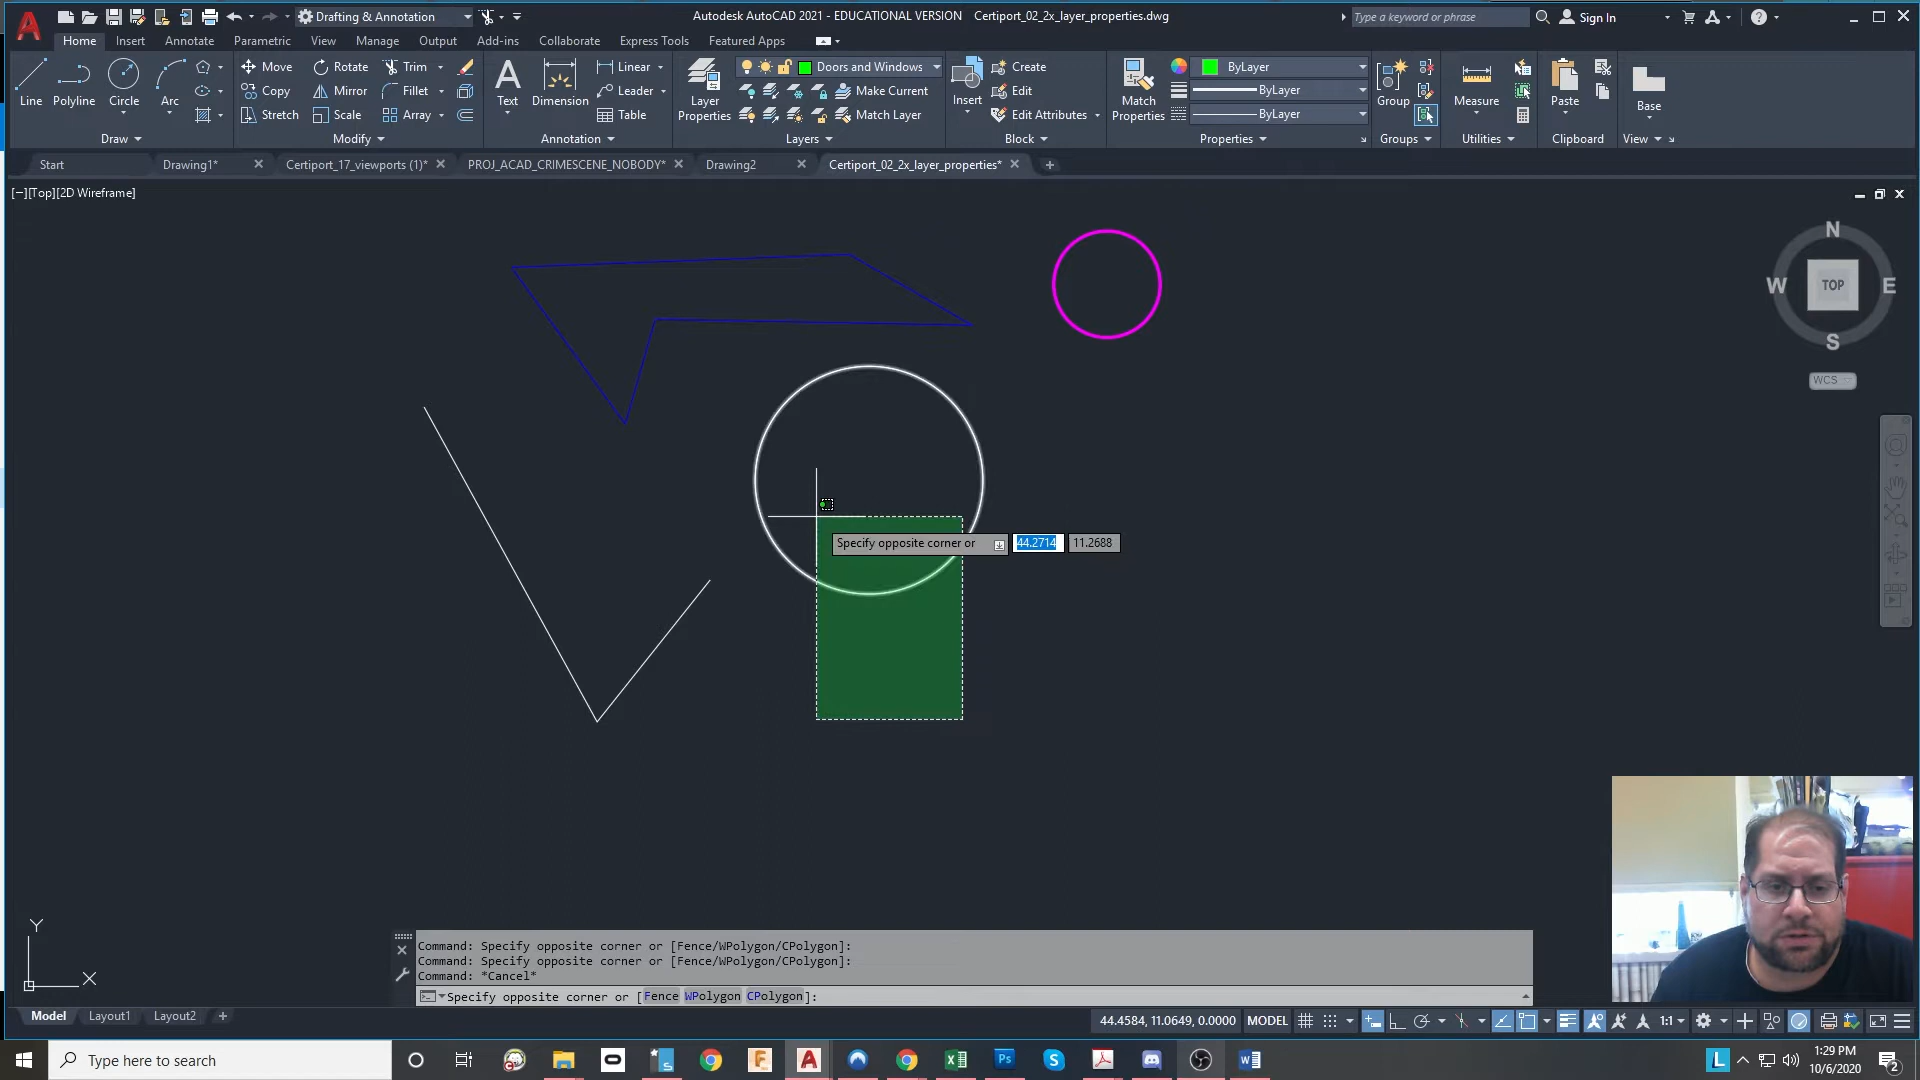 Drafting & Annotation
Autodesk AutoCAD 2021 - EDUCATIONAL VERSION Certiport_02_2x_layer_properties.dwg
Type a keyword or phrase
Sign In
Home Insert Annotate Parametric View Manage Output Add-ins Collaborate Express Tools Featured Apps
Line
Polyline
Circle
Arc
Draw
Move Rotate Trim
Copy Mirror Fillet
Stretch Scale Array
Modify
Text
Dimension
Linear
Leader
Table
Annotation
Layer
Properties
Doors and Windows
Make Current
Match Layer
Layers
Insert
Create
Edit
Edit Attributes
Block
Match
Properties
ByLayer
ByLayer
ByLayer
Properties
Group
Groups
Measure
Utilities
Paste
Clipboard
Base
View
Start Drawing1* Certiport_17_viewports (1)* PROJ_ACAD_CRIMESCENE_NOBODY* Drawing2 Certiport_02_2x_layer_properties*
[−][Top][2D Wireframe]
N
W TOP E
S
WCS
Specify opposite corner or 44.2714 11.2688
Y
X
Command: Specify opposite corner or [Fence/WPolygon/CPolygon]:
Command: Specify opposite corner or [Fence/WPolygon/CPolygon]:
Command: *Cancel*
Specify opposite corner or [Fence WPolygon CPolygon]:
Model Layout1 Layout2
44.4584, 11.0649, 0.0000 MODEL 1:1
Type here to search
1:29 PM
10/6/2020